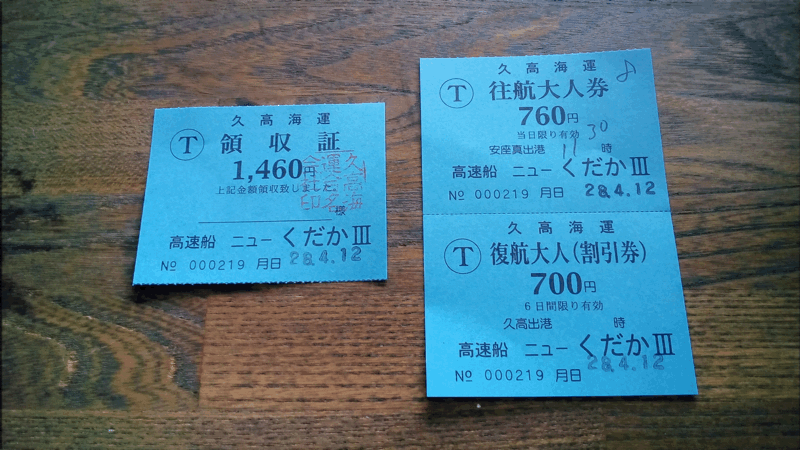 久高海運
T 領収証
1,460円
上記金額領収致しました
様
高速船 ニューくだかⅢ
№ 000219 月日 28.4.12
久高海運
T 往航大人券
760円
当日限り有効
安座真出港 11 30 時
高速船 ニューくだかⅢ
№ 000219 月日 28.4.12
久高海運
T 復航大人(割引券)
700円
6日間限り有効
久高出港 時
高速船 ニューくだかⅢ
№ 000219 月日 28.4.12